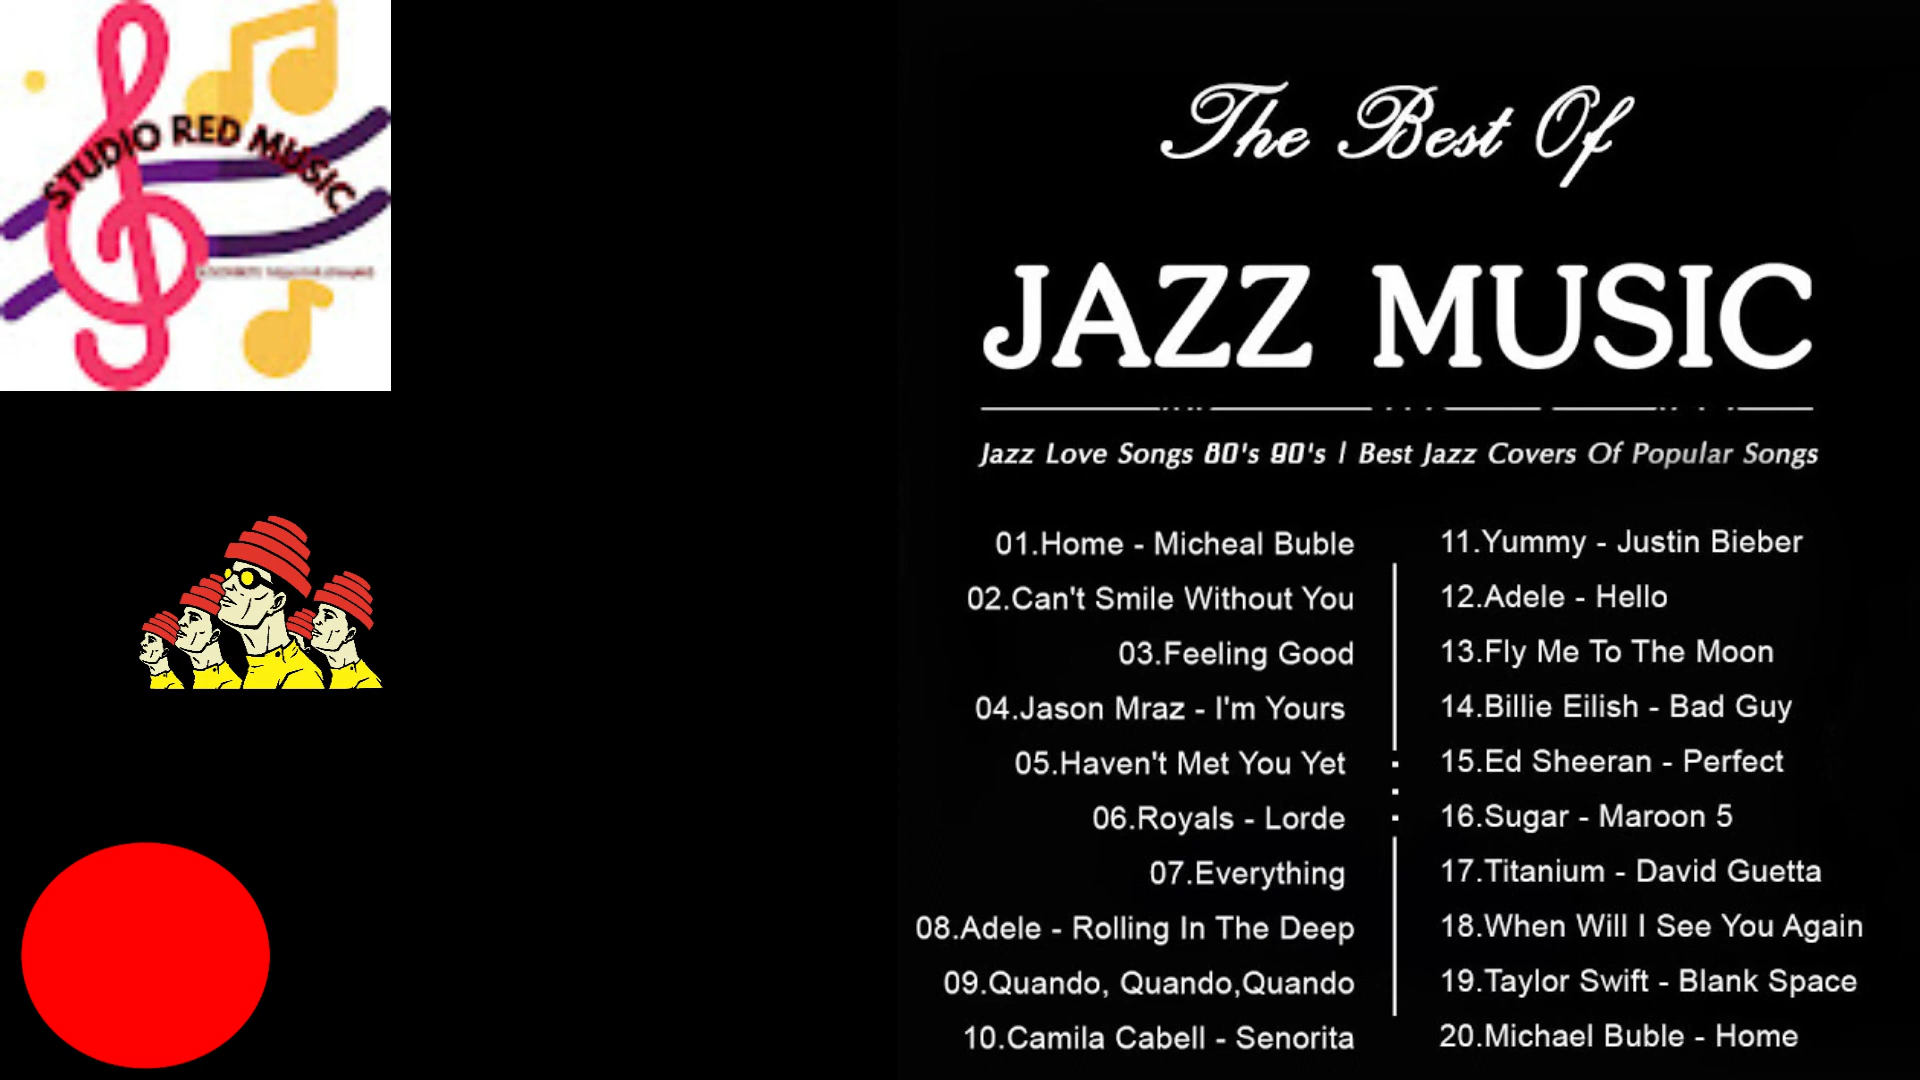 STUDIO RED MUSIC
The Best Of
JAZZ MUSIC
Jazz Love Songs 80's 90's | Best Jazz Covers Of Popular Songs
01.Home - Micheal Buble
02.Can't Smile Without You
03.Feeling Good
04.Jason Mraz - I'm Yours
05.Haven't Met You Yet
06.Royals - Lorde
07.Everything
08.Adele - Rolling In The Deep
09.Quando, Quando,Quando
10.Camila Cabell - Senorita
11.Yummy - Justin Bieber
12.Adele - Hello
13.Fly Me To The Moon
14.Billie Eilish - Bad Guy
15.Ed Sheeran - Perfect
16.Sugar - Maroon 5
17.Titanium - David Guetta
18.When Will I See You Again
19.Taylor Swift - Blank Space
20.Michael Buble - Home